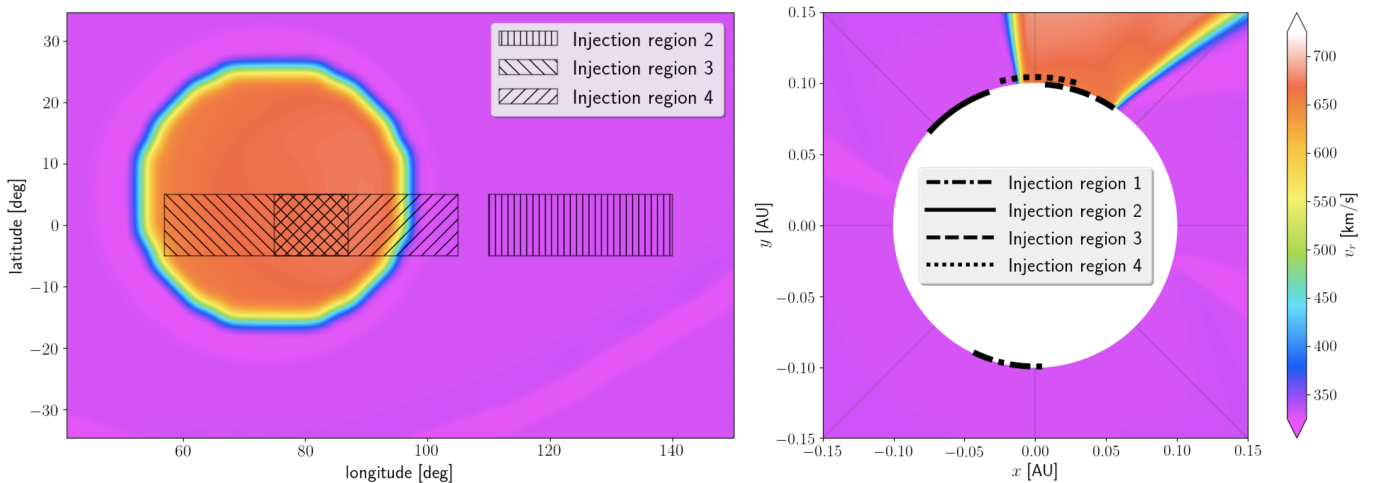 30
20
10
0
−10
−20
−30
latitude [deg]
60
80
100
120
140
longitude [deg]
Injection region 2
Injection region 3
Injection region 4
0.15
0.10
0.05
0.00
−0.05
−0.10
−0.15
y [AU]
−0.15
−0.10
−0.05
0.00
0.05
0.10
0.15
x [AU]
Injection region 1
Injection region 2
Injection region 3
Injection region 4
700
650
600
550
500
450
400
350
v_r [km/s]